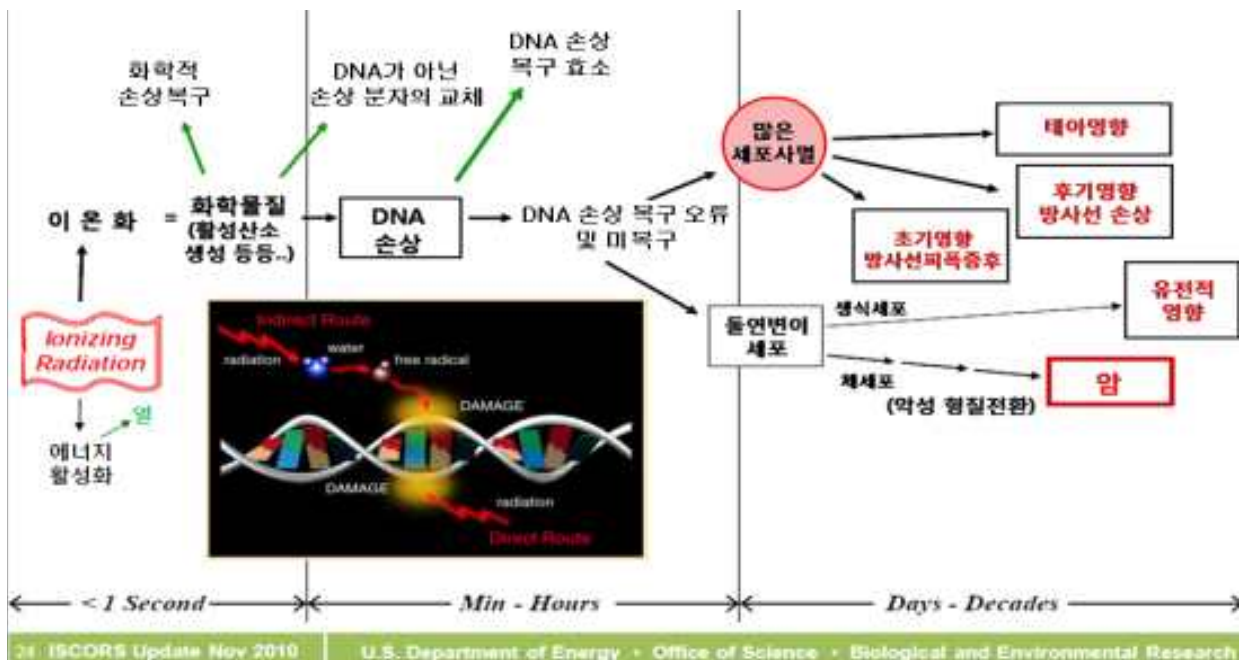 화학적
손상복구
DNA가 아닌
손상 분자의 교체
DNA 손상
복구 효소
이 온 화
=
화학물질
(활성산소
생성 등등..)
DNA
손상
DNA 손상 복구 오류
및 미복구
많은
세포사멸
태아영향
후기영향
방사선 손상
초기영향
방사선피폭증후
돌연변이
세포
생식세포
유전적
영향
체세포
(악성 형질전환)
암
Ionizing
Radiation
열
에너지
활성화
Indirect Route
radiation
water
free radical
DAMAGE
DAMAGE
radiation
Direct Route
< 1 Second
Min - Hours
Days - Decades
24 ISCORS Update Nov 2010
U.S. Department of Energy • Office of Science • Biological and Environmental Research